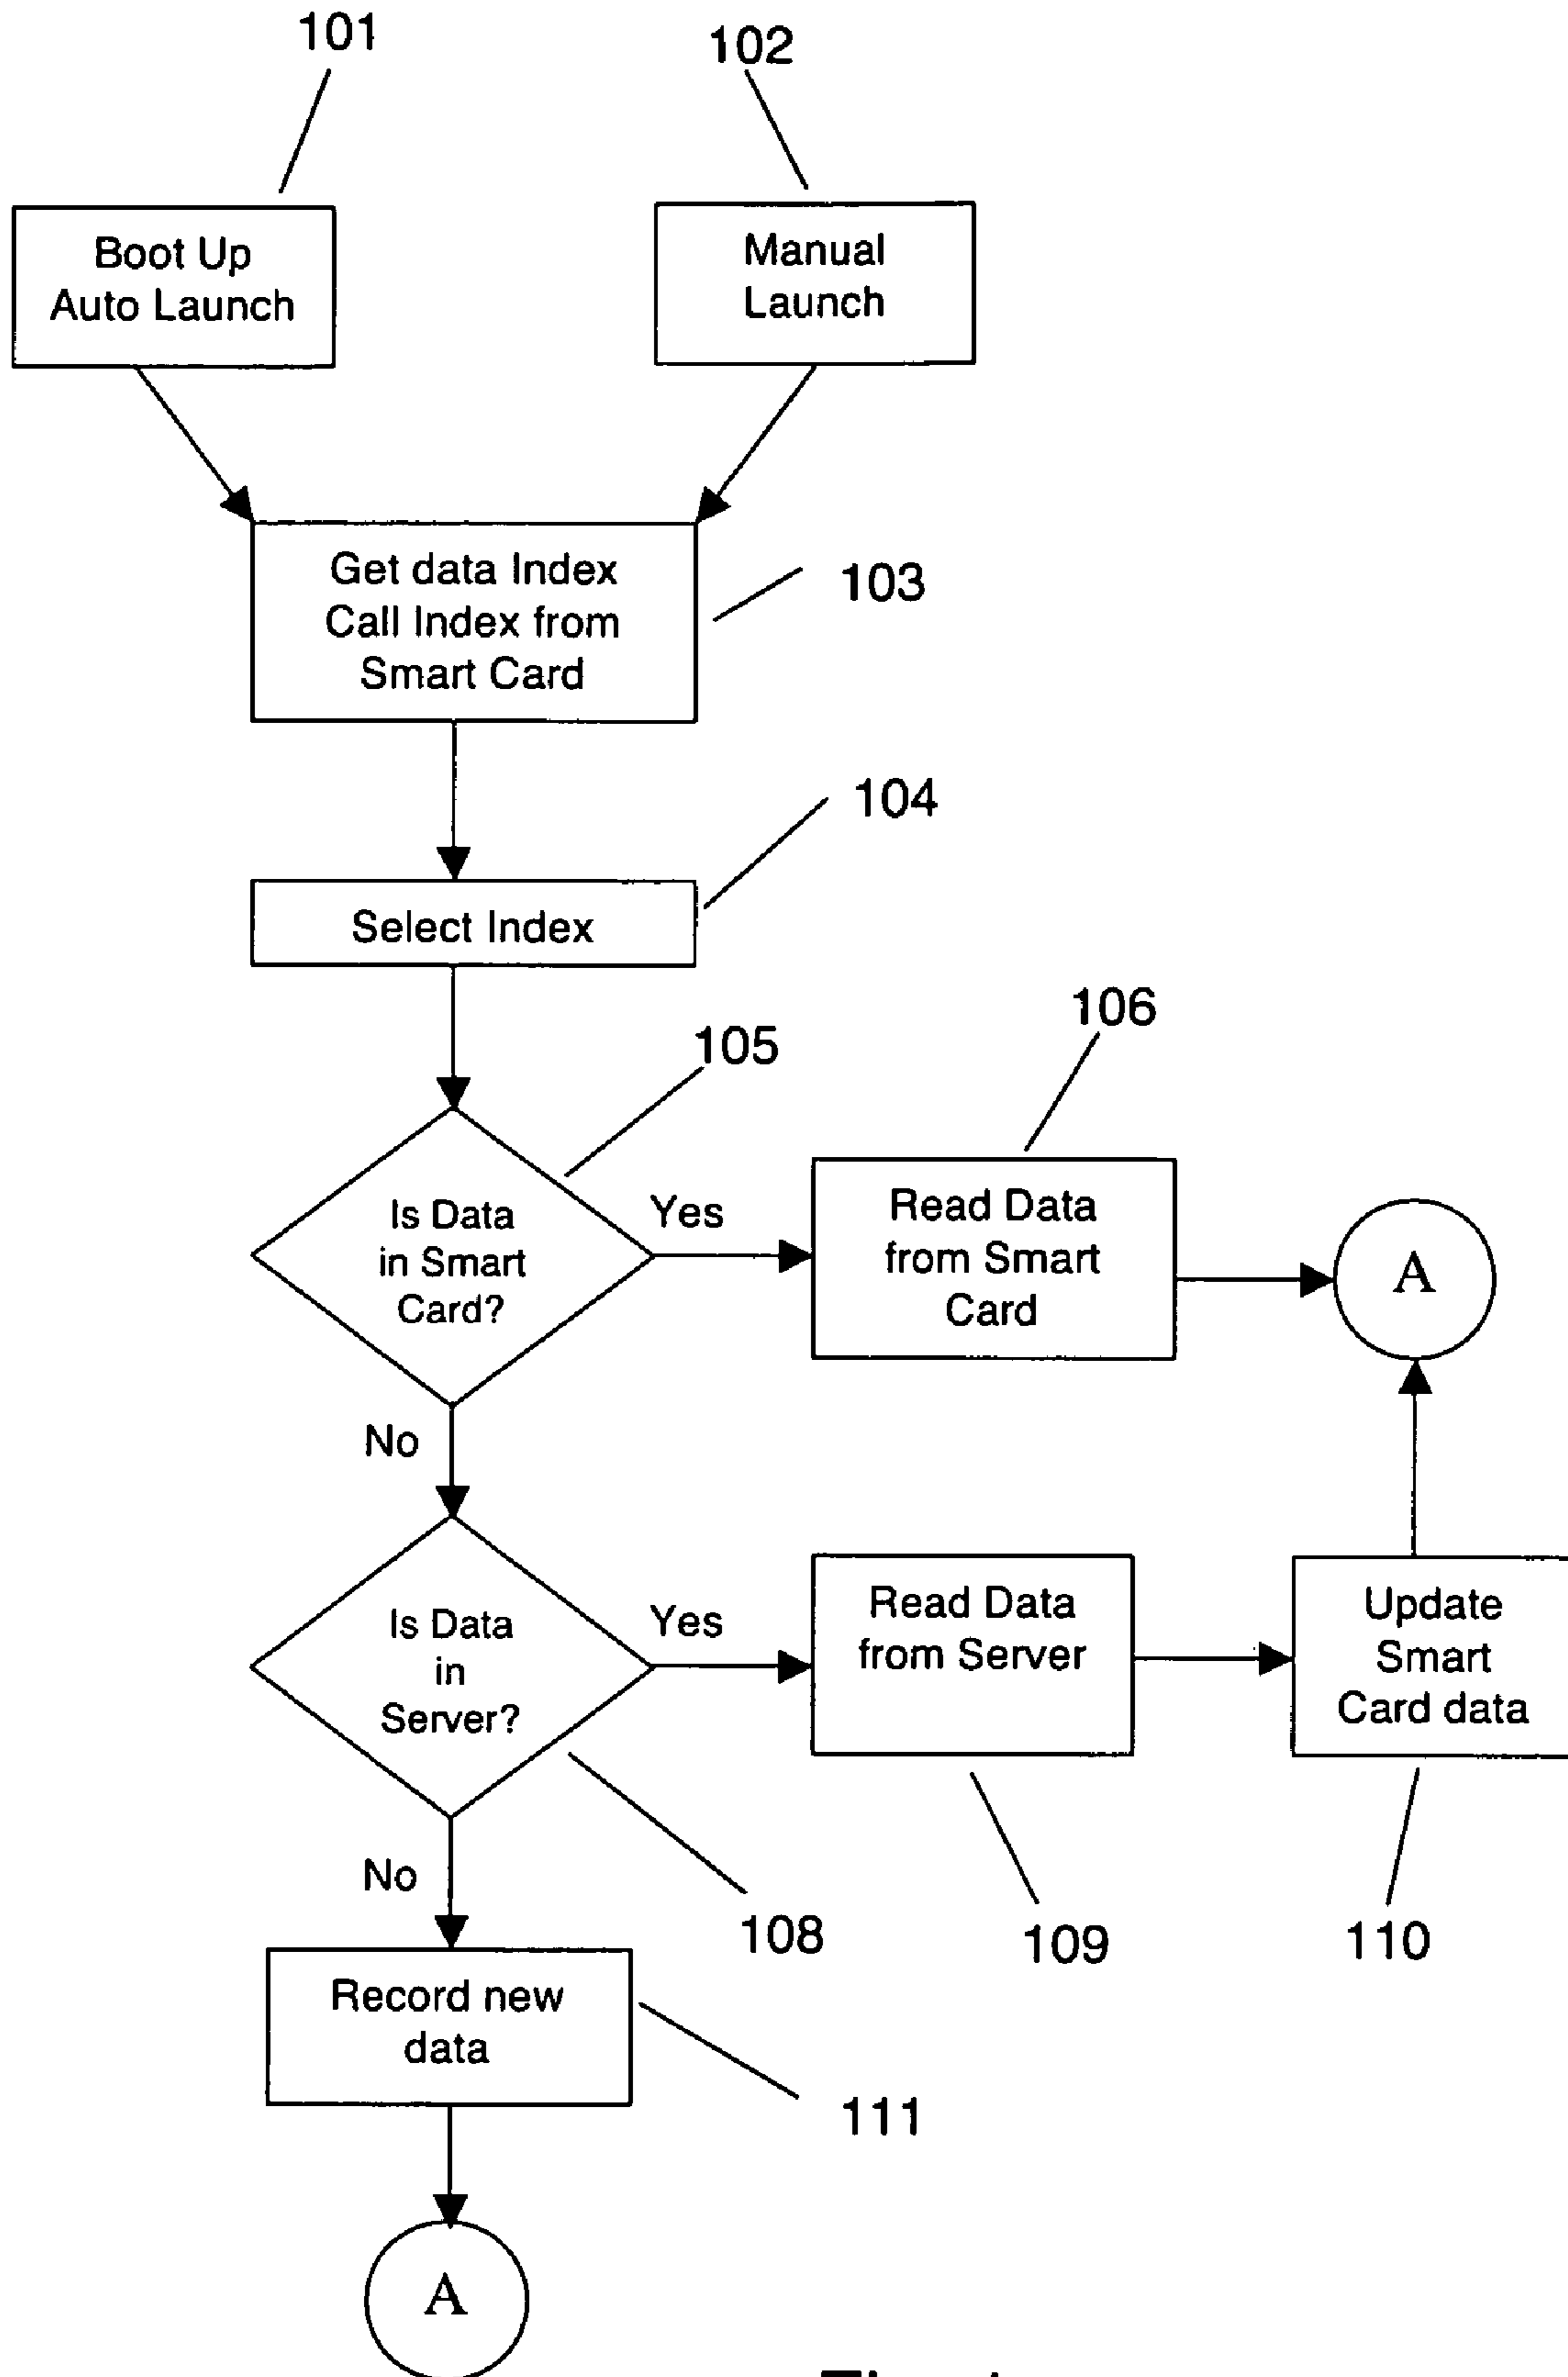 101
102
Boot Up
Auto Launch
Manual
Launch
Get data Index
Call Index from
Smart Card
103
104
Select Index
105
106
Is Data
in Smart
Card?
Yes
Read Data
from Smart
Card
A
No
Is Data
in
Server?
Yes
Read Data
from Server
Update
Smart
Card data
No
108
109
110
Record new
data
111
A